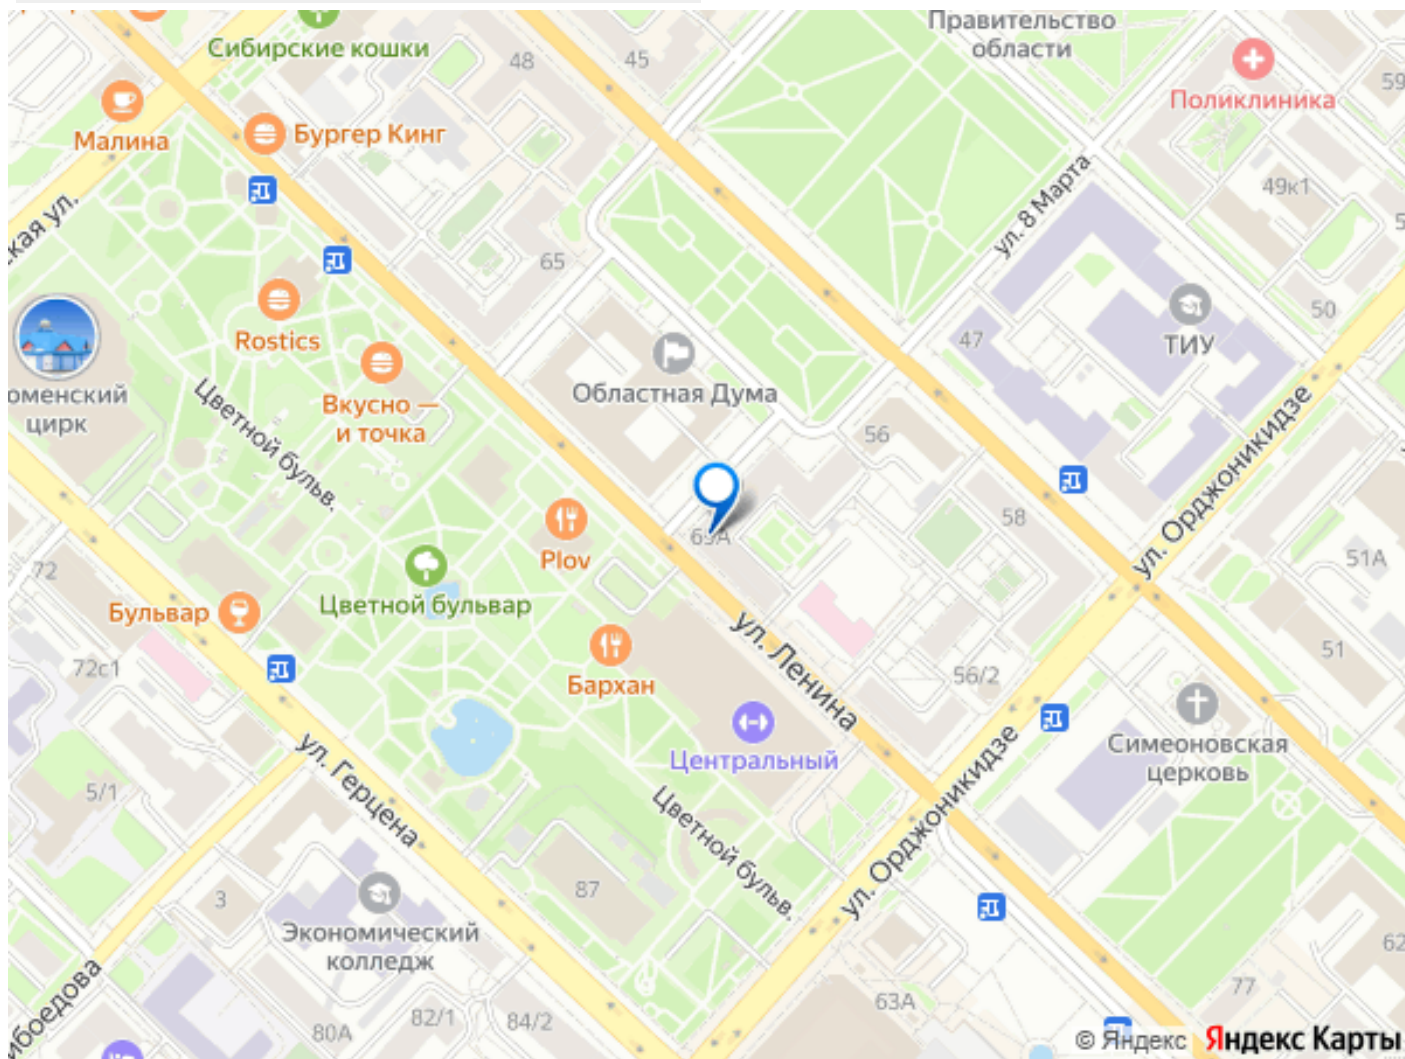 Правительство
области
Сибирские кошки
48
45
59
Поликлиника
Малина
Бургер Кинг
49к1
ул. 8 Марта
кая ул.
65
50
Rostics
47
ТИУ
Областная Дума
оменский
цирк
Вкусно —
и точка
Цветной бульв.
56
ул. Орджоникидзе
58
Plov
51А
72
Цветной бульвар
Бульвар
ул. Ленина
51
72с1
Бархан
56/2
Центральный
Симеоновская
церковь
ул. Герцена
5/1
Цветной бульв.
ул. Орджоникидзе
87
3
Экономический
колледж
62
ибоедова
63А
77
80А
82/1
84/2
© Яндекс Яндекс Карты